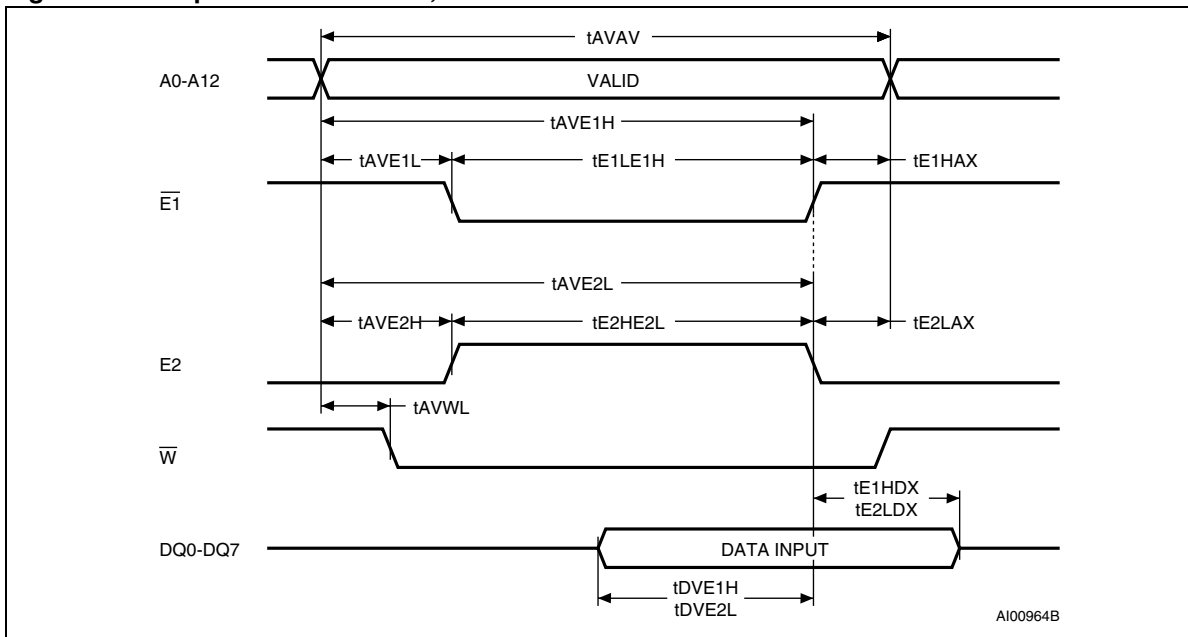 tAVAV
A0-A12
VALID
tAVE1H
tAVE1L
tE1LE1H
tE1HAX
E1
tAVE2L
tAVE2H
tE2HE2L
tE2LAX
E2
tAVWL
W
tE1HDX
tE2LDX
DQ0-DQ7
DATA INPUT
tDVE1H
tDVE2L
AI00964B